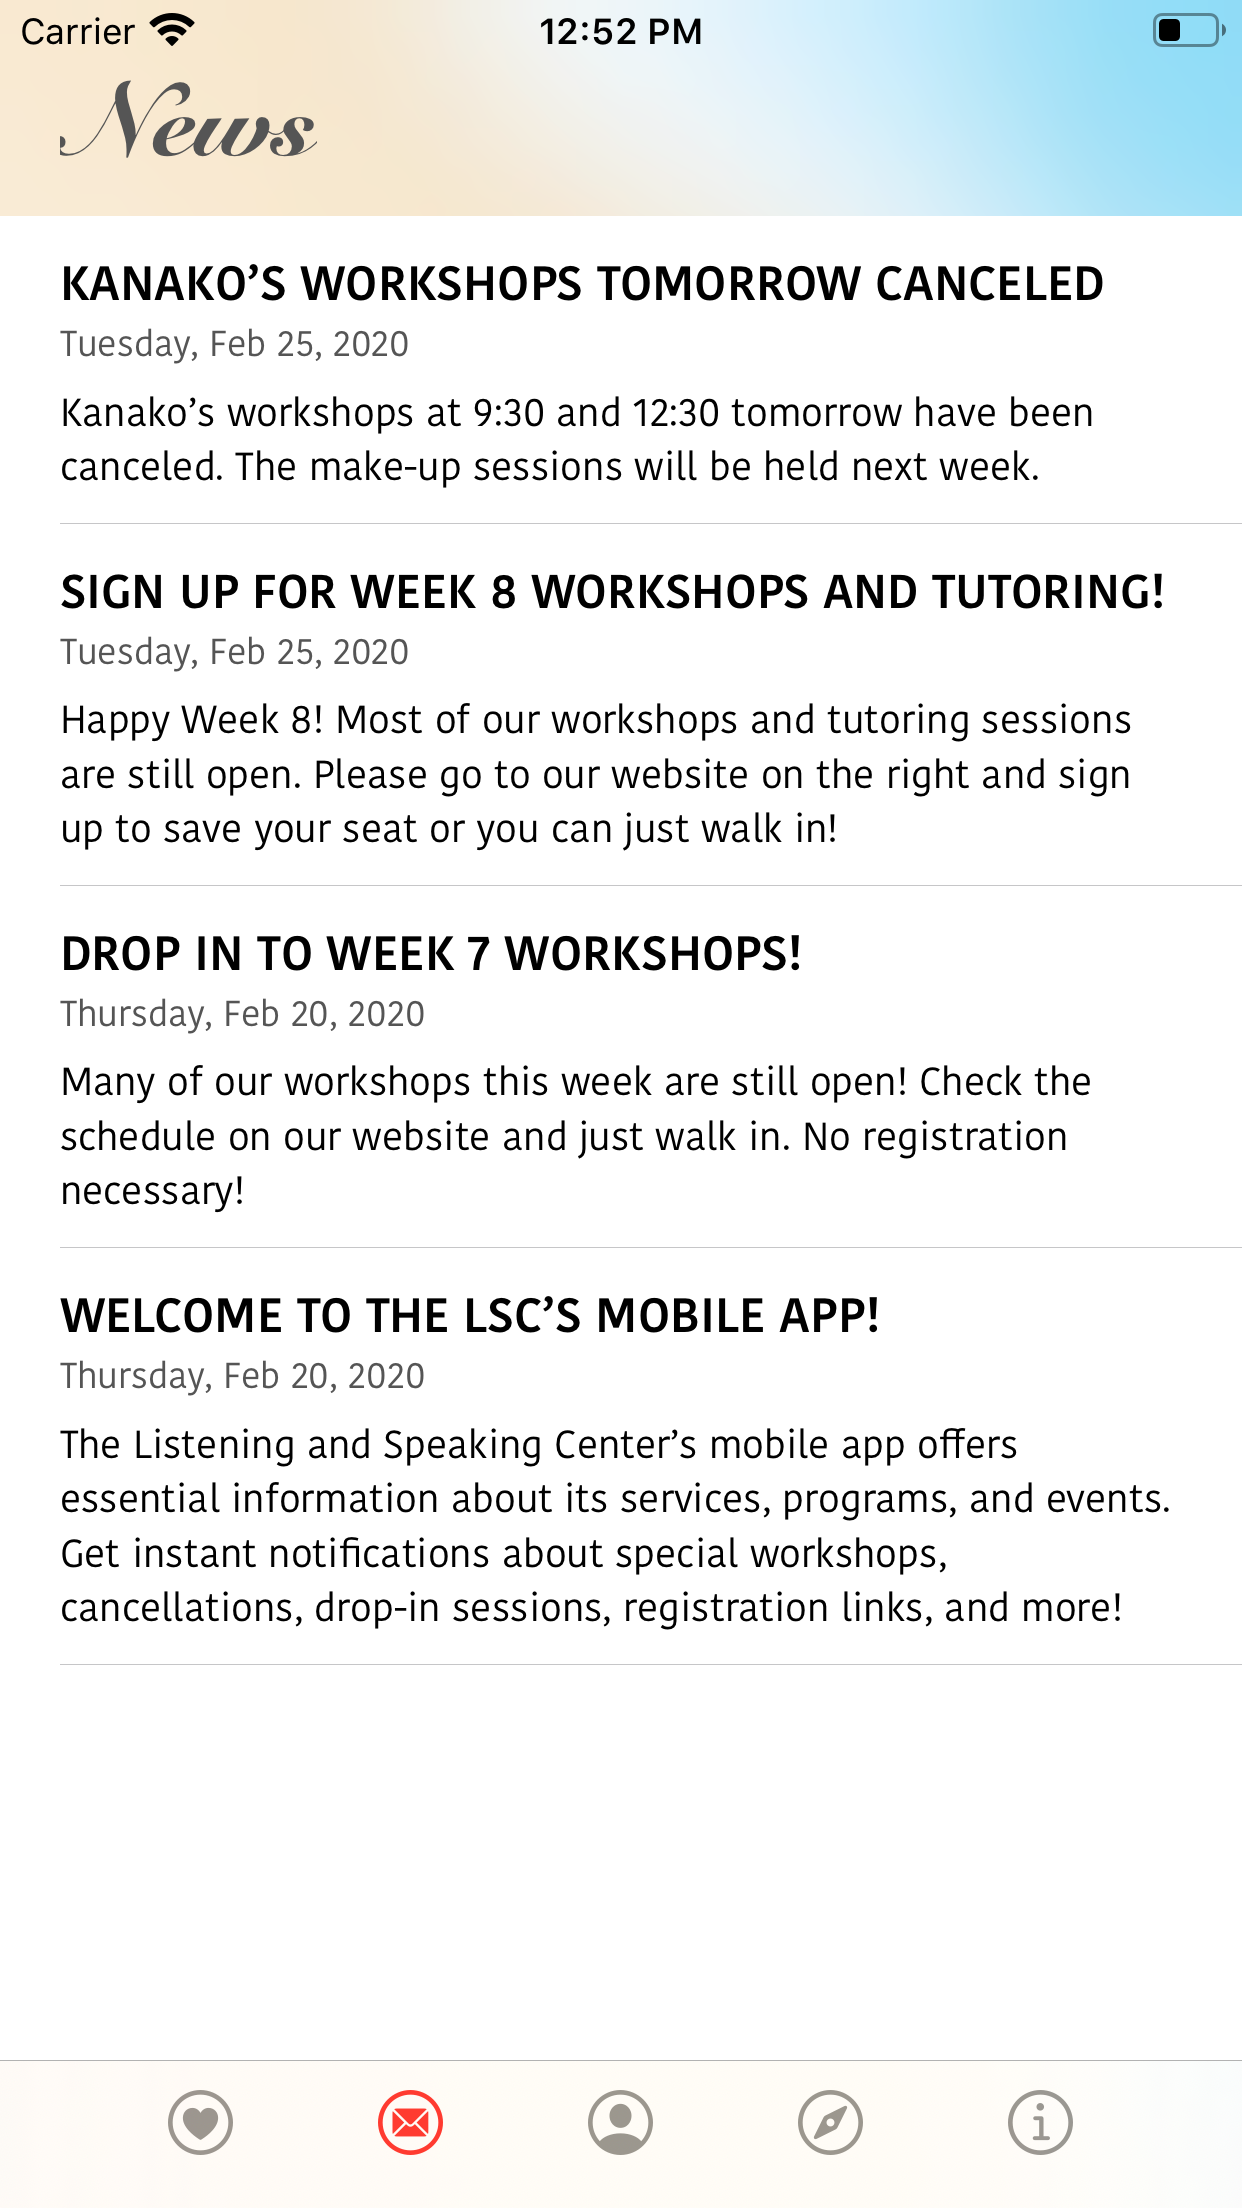 Carrier 12:52 PM
News
KANAKO’S WORKSHOPS TOMORROW CANCELED
Tuesday, Feb 25, 2020
Kanako’s workshops at 9:30 and 12:30 tomorrow have been
canceled. The make-up sessions will be held next week.
SIGN UP FOR WEEK 8 WORKSHOPS AND TUTORING!
Tuesday, Feb 25, 2020
Happy Week 8! Most of our workshops and tutoring sessions
are still open. Please go to our website on the right and sign
up to save your seat or you can just walk in!
DROP IN TO WEEK 7 WORKSHOPS!
Thursday, Feb 20, 2020
Many of our workshops this week are still open! Check the
schedule on our website and just walk in. No registration
necessary!
WELCOME TO THE LSC’S MOBILE APP!
Thursday, Feb 20, 2020
The Listening and Speaking Center’s mobile app offers
essential information about its services, programs, and events.
Get instant notifications about special workshops,
cancellations, drop-in sessions, registration links, and more!